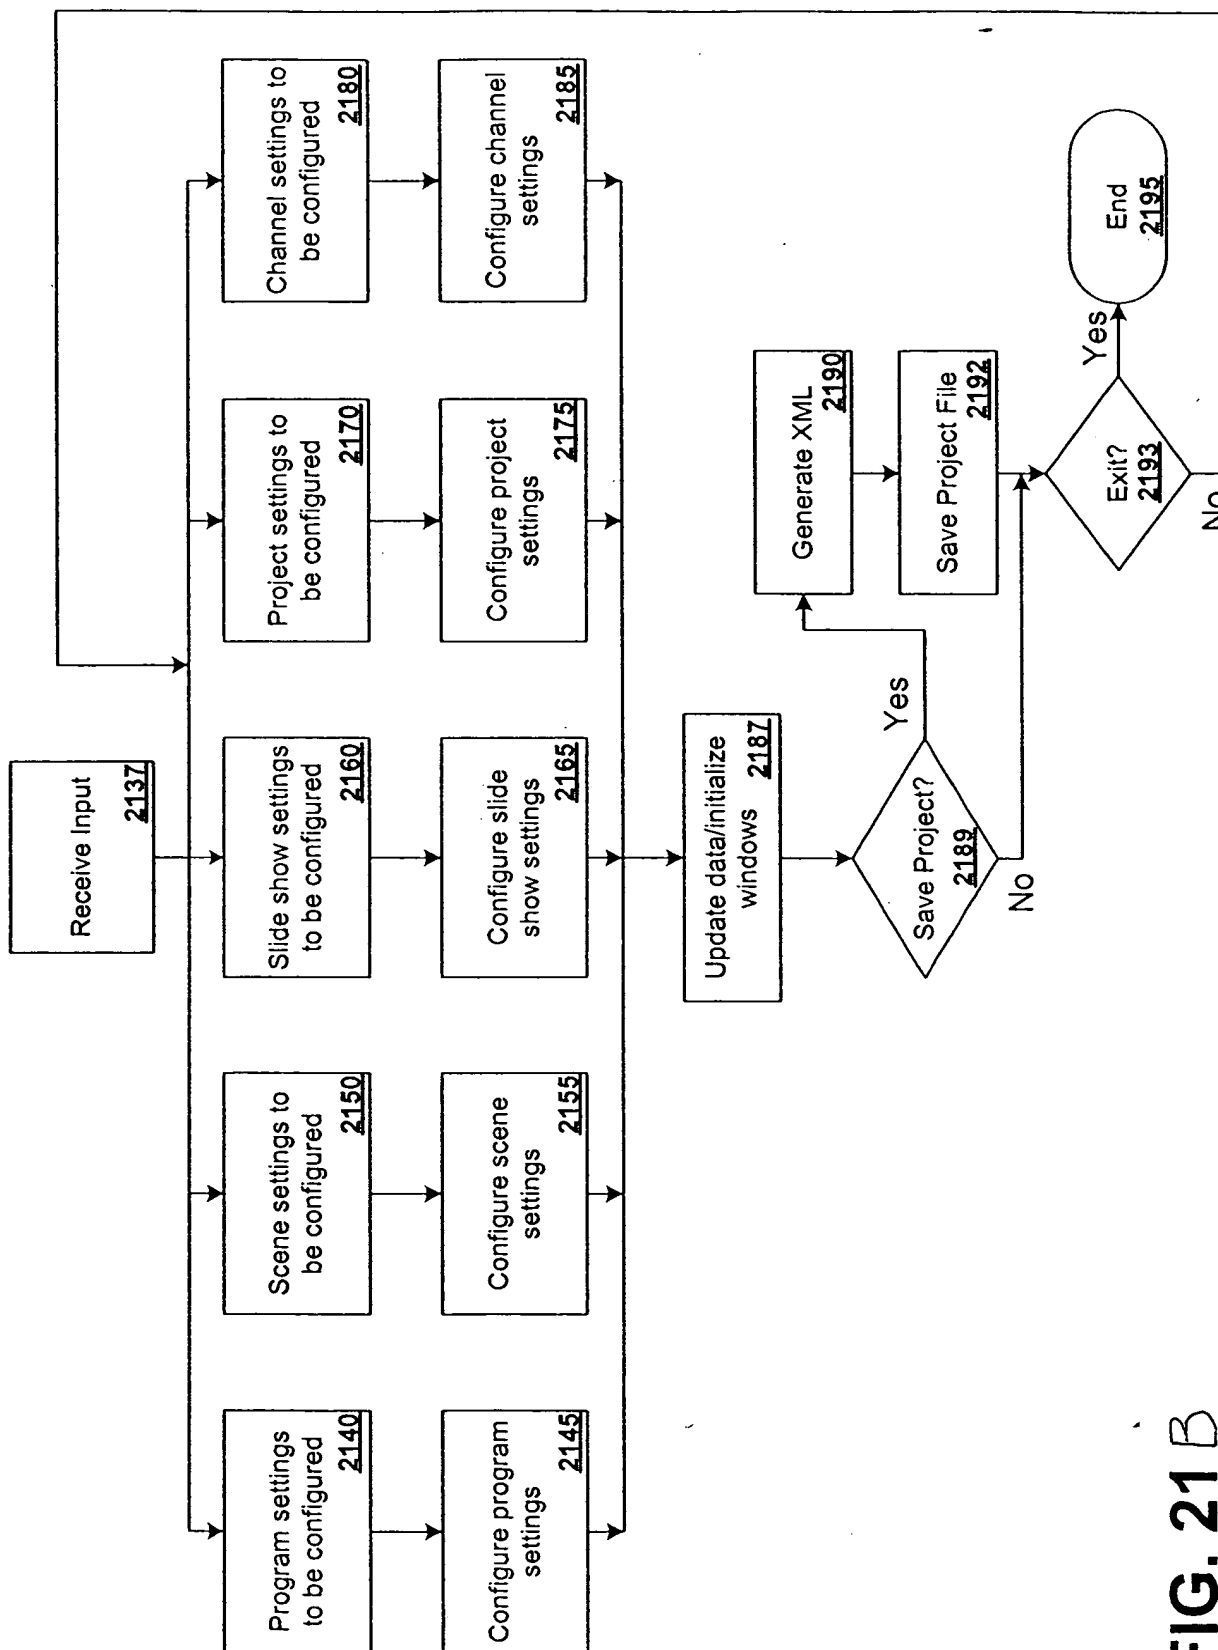 Receive Input
2137
Program settings
to be configured
2140
Scene settings to
be configured
2150
Slide show settings
to be configured
2160
Project settings to
be configured
2170
Channel settings to
be configured
2180
Configure program
settings
2145
Configure scene
settings
2155
Configure slide
show settings
2165
Configure project
settings
2175
Configure channel
settings
2185
Update data/initialize
windows
2187
Save Project?
2189
Yes
No
Generate XML
2190
Save Project File
2192
Exit?
2193
Yes
No
End
2195
FIG. 21 B